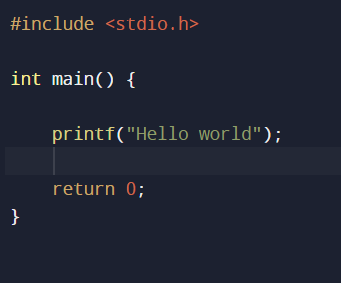 #include <stdio.h>
int main() {
    printf("Hello world");
    return 0;
}